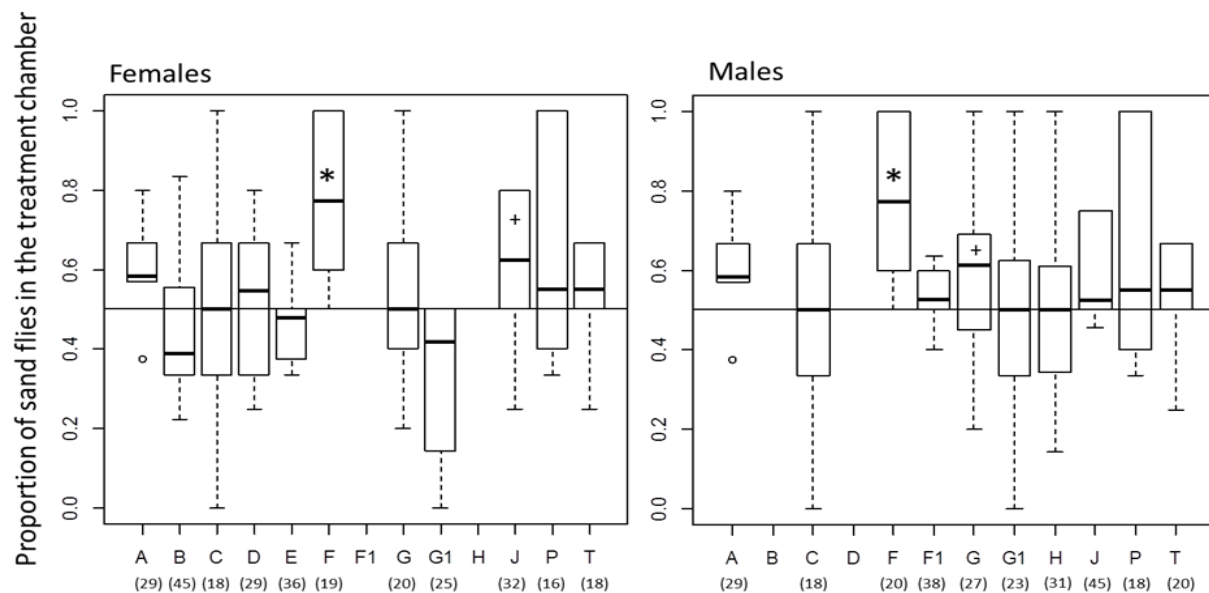 Proportion of sand flies in the treatment chamber
Females
1.0
0.8
0.6
0.4
0.2
0.0
* +
A B C D E F F1 G G1 H J P T
(29) (45) (18) (29) (36) (19) (20) (25) (32) (16) (18)
Males
1.0
0.8
0.6
0.4
0.2
0.0
* +
A B C D F F1 G G1 H J P T
(29) (18) (20) (38) (27) (23) (31) (45) (18) (20)